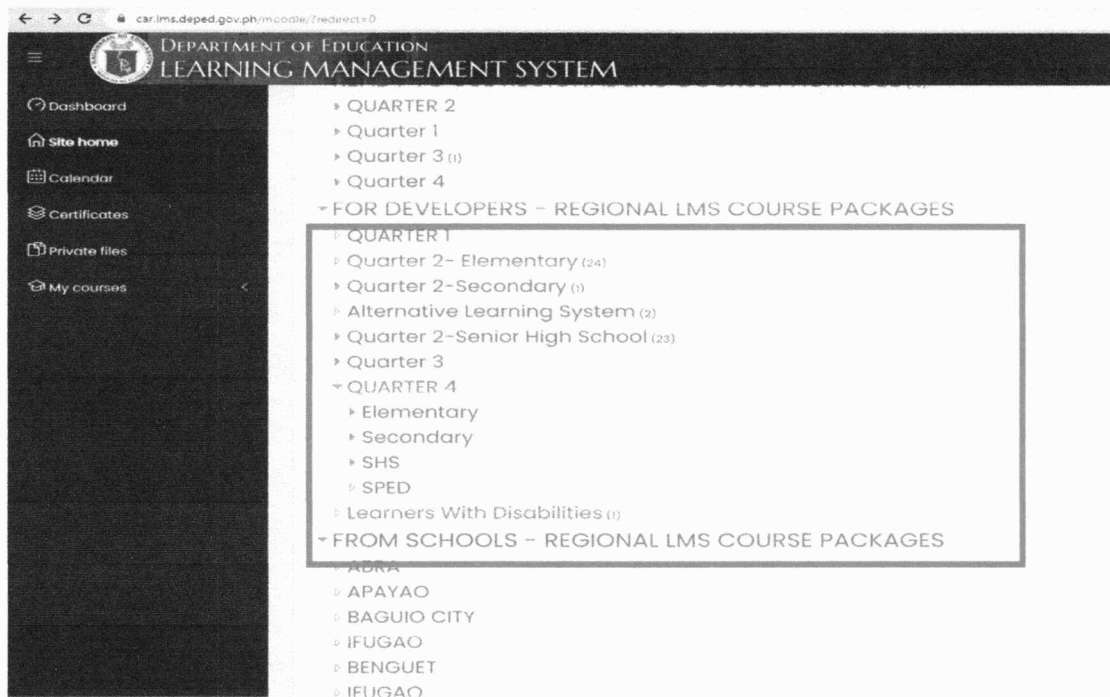 car.lms.deped.gov.ph/moodle/?redirect=0
DEPARTMENT OF EDUCATION
LEARNING MANAGEMENT SYSTEM
Dashboard
Site home
Calendar
Certificates
Private files
My courses
QUARTER 2
Quarter 1
Quarter 3 (1)
Quarter 4
FOR DEVELOPERS - REGIONAL LMS COURSE PACKAGES
QUARTER 1
Quarter 2- Elementary (24)
Quarter 2-Secondary (1)
Alternative Learning System (2)
Quarter 2-Senior High School (23)
Quarter 3
QUARTER 4
Elementary
Secondary
SHS
SPED
Learners With Disabilities (1)
FROM SCHOOLS - REGIONAL LMS COURSE PACKAGES
ABRA
APAYAO
BAGUIO CITY
IFUGAO
BENGUET
IFUGAO